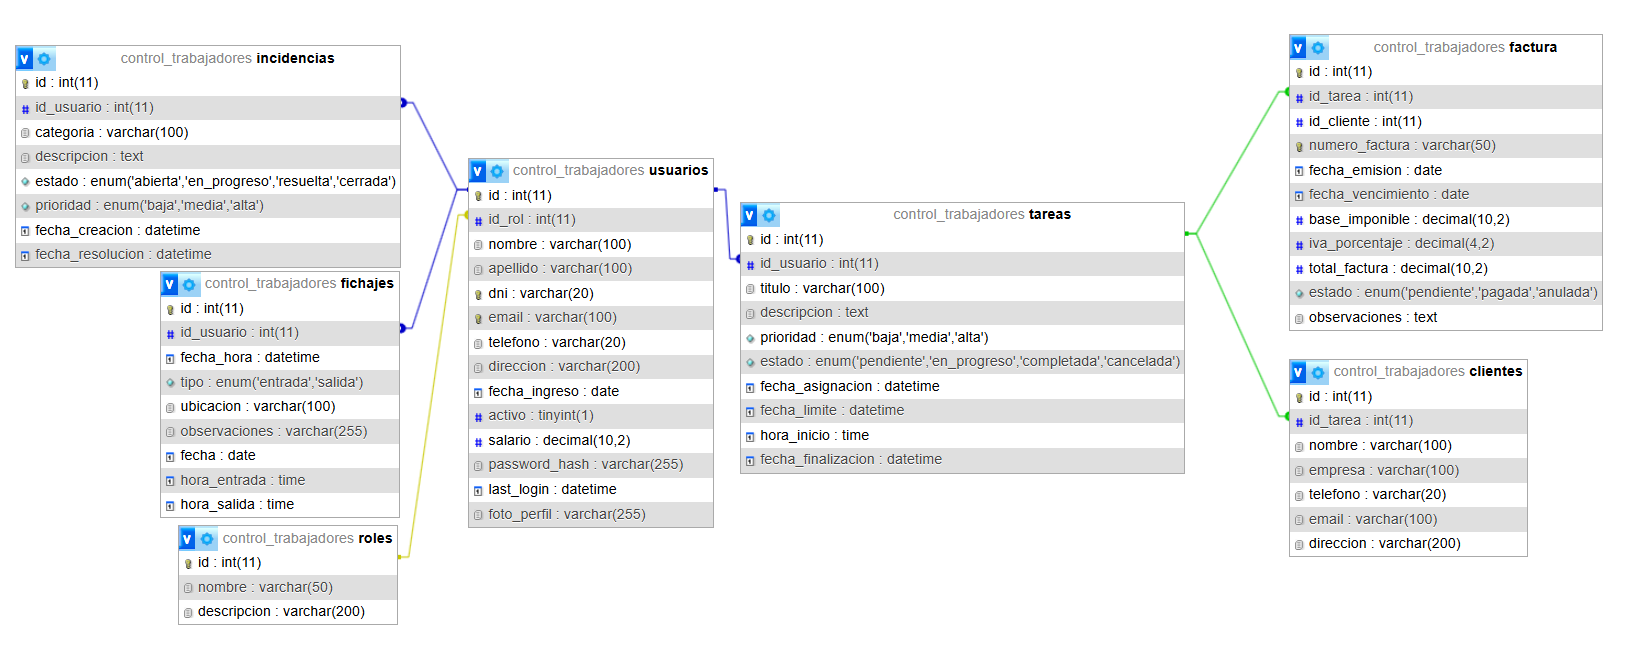 control_trabajadores incidencias
id : int(11)
id_usuario : int(11)
categoria : varchar(100)
descripcion : text
estado : enum('abierta','en_progreso','resuelta','cerrada')
prioridad : enum('baja','media','alta')
fecha_creacion : datetime
fecha_resolucion : datetime
control_trabajadores fichajes
id : int(11)
id_usuario : int(11)
fecha_hora : datetime
tipo : enum('entrada','salida')
ubicacion : varchar(100)
observaciones : varchar(255)
fecha : date
hora_entrada : time
hora_salida : time
control_trabajadores roles
id : int(11)
nombre : varchar(50)
descripcion : varchar(200)
control_trabajadores usuarios
id : int(11)
id_rol : int(11)
nombre : varchar(100)
apellido : varchar(100)
dni : varchar(20)
email : varchar(100)
telefono : varchar(20)
direccion : varchar(200)
fecha_ingreso : date
activo : tinyint(1)
salario : decimal(10,2)
password_hash : varchar(255)
last_login : datetime
foto_perfil : varchar(255)
control_trabajadores tareas
id : int(11)
id_usuario : int(11)
titulo : varchar(100)
descripcion : text
prioridad : enum('baja','media','alta')
estado : enum('pendiente','en_progreso','completada','cancelada')
fecha_asignacion : datetime
fecha_limite : datetime
hora_inicio : time
fecha_finalizacion : datetime
control_trabajadores factura
id : int(11)
id_tarea : int(11)
id_cliente : int(11)
numero_factura : varchar(50)
fecha_emision : date
fecha_vencimiento : date
base_imponible : decimal(10,2)
iva_porcentaje : decimal(4,2)
total_factura : decimal(10,2)
estado : enum('pendiente','pagada','anulada')
observaciones : text
control_trabajadores clientes
id : int(11)
id_tarea : int(11)
nombre : varchar(100)
empresa : varchar(100)
telefono : varchar(20)
email : varchar(100)
direccion : varchar(200)